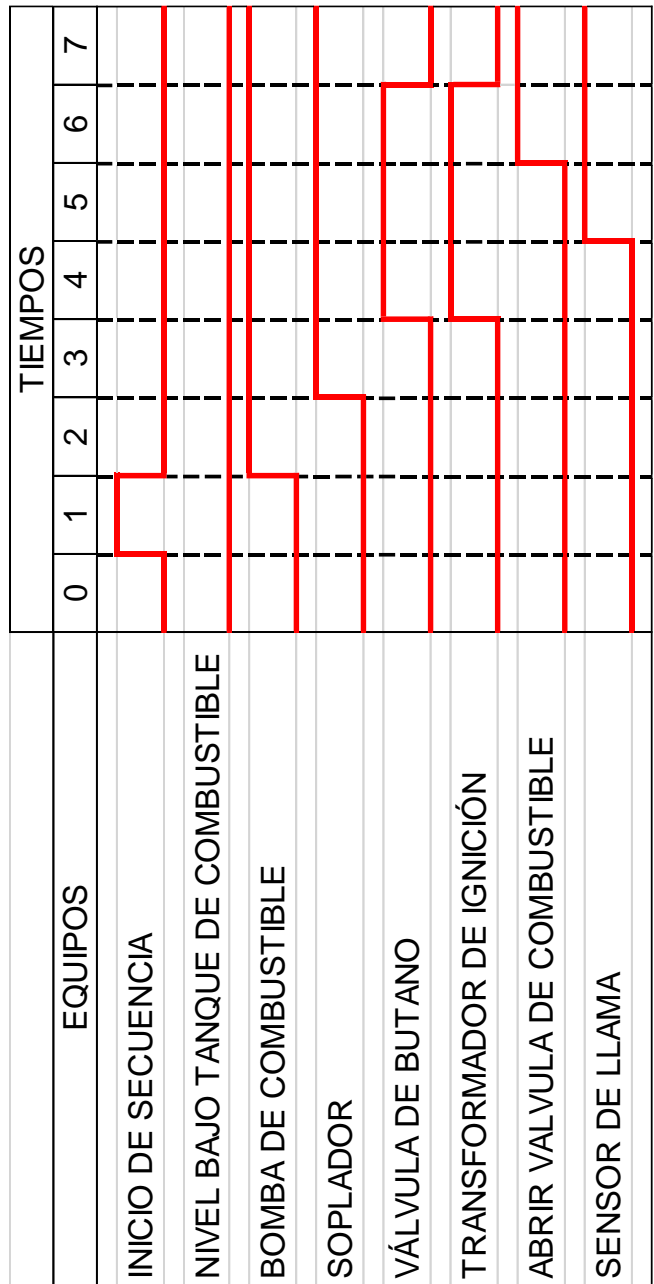 TIEMPOS
EQUIPOS 0 1 2 3 4 5 6 7
INICIO DE SECUENCIA
NIVEL BAJO TANQUE DE COMBUSTIBLE
BOMBA DE COMBUSTIBLE
SOPLADOR
VÁLVULA DE BUTANO
TRANSFORMADOR DE IGNICIÓN
ABRIR VALVULA DE COMBUSTIBLE
SENSOR DE LLAMA